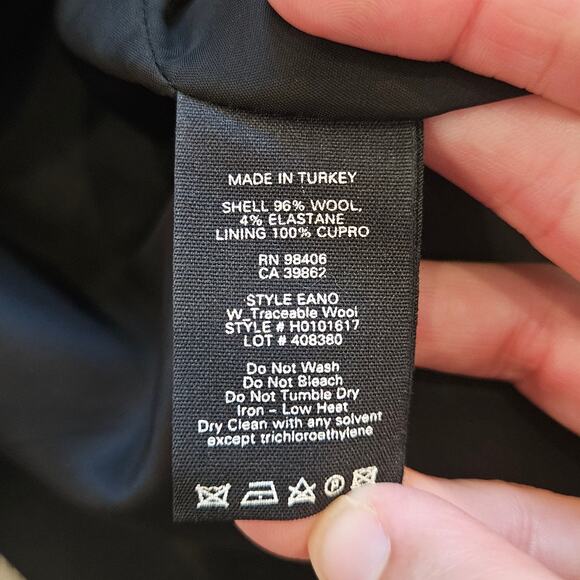 MADE IN TURKEY
SHELL 96% WOOL,
4% ELASTANE
LINING 100% CUPRO
RN 98406
CA 39862
STYLE EANO
W_Traceable Wool
STYLE # H0101617
LOT # 408380
Do Not Wash
Do Not Bleach
Do Not Tumble Dry
Iron - Low Heat
Dry Clean with any solvent
except trichloroethylene
P